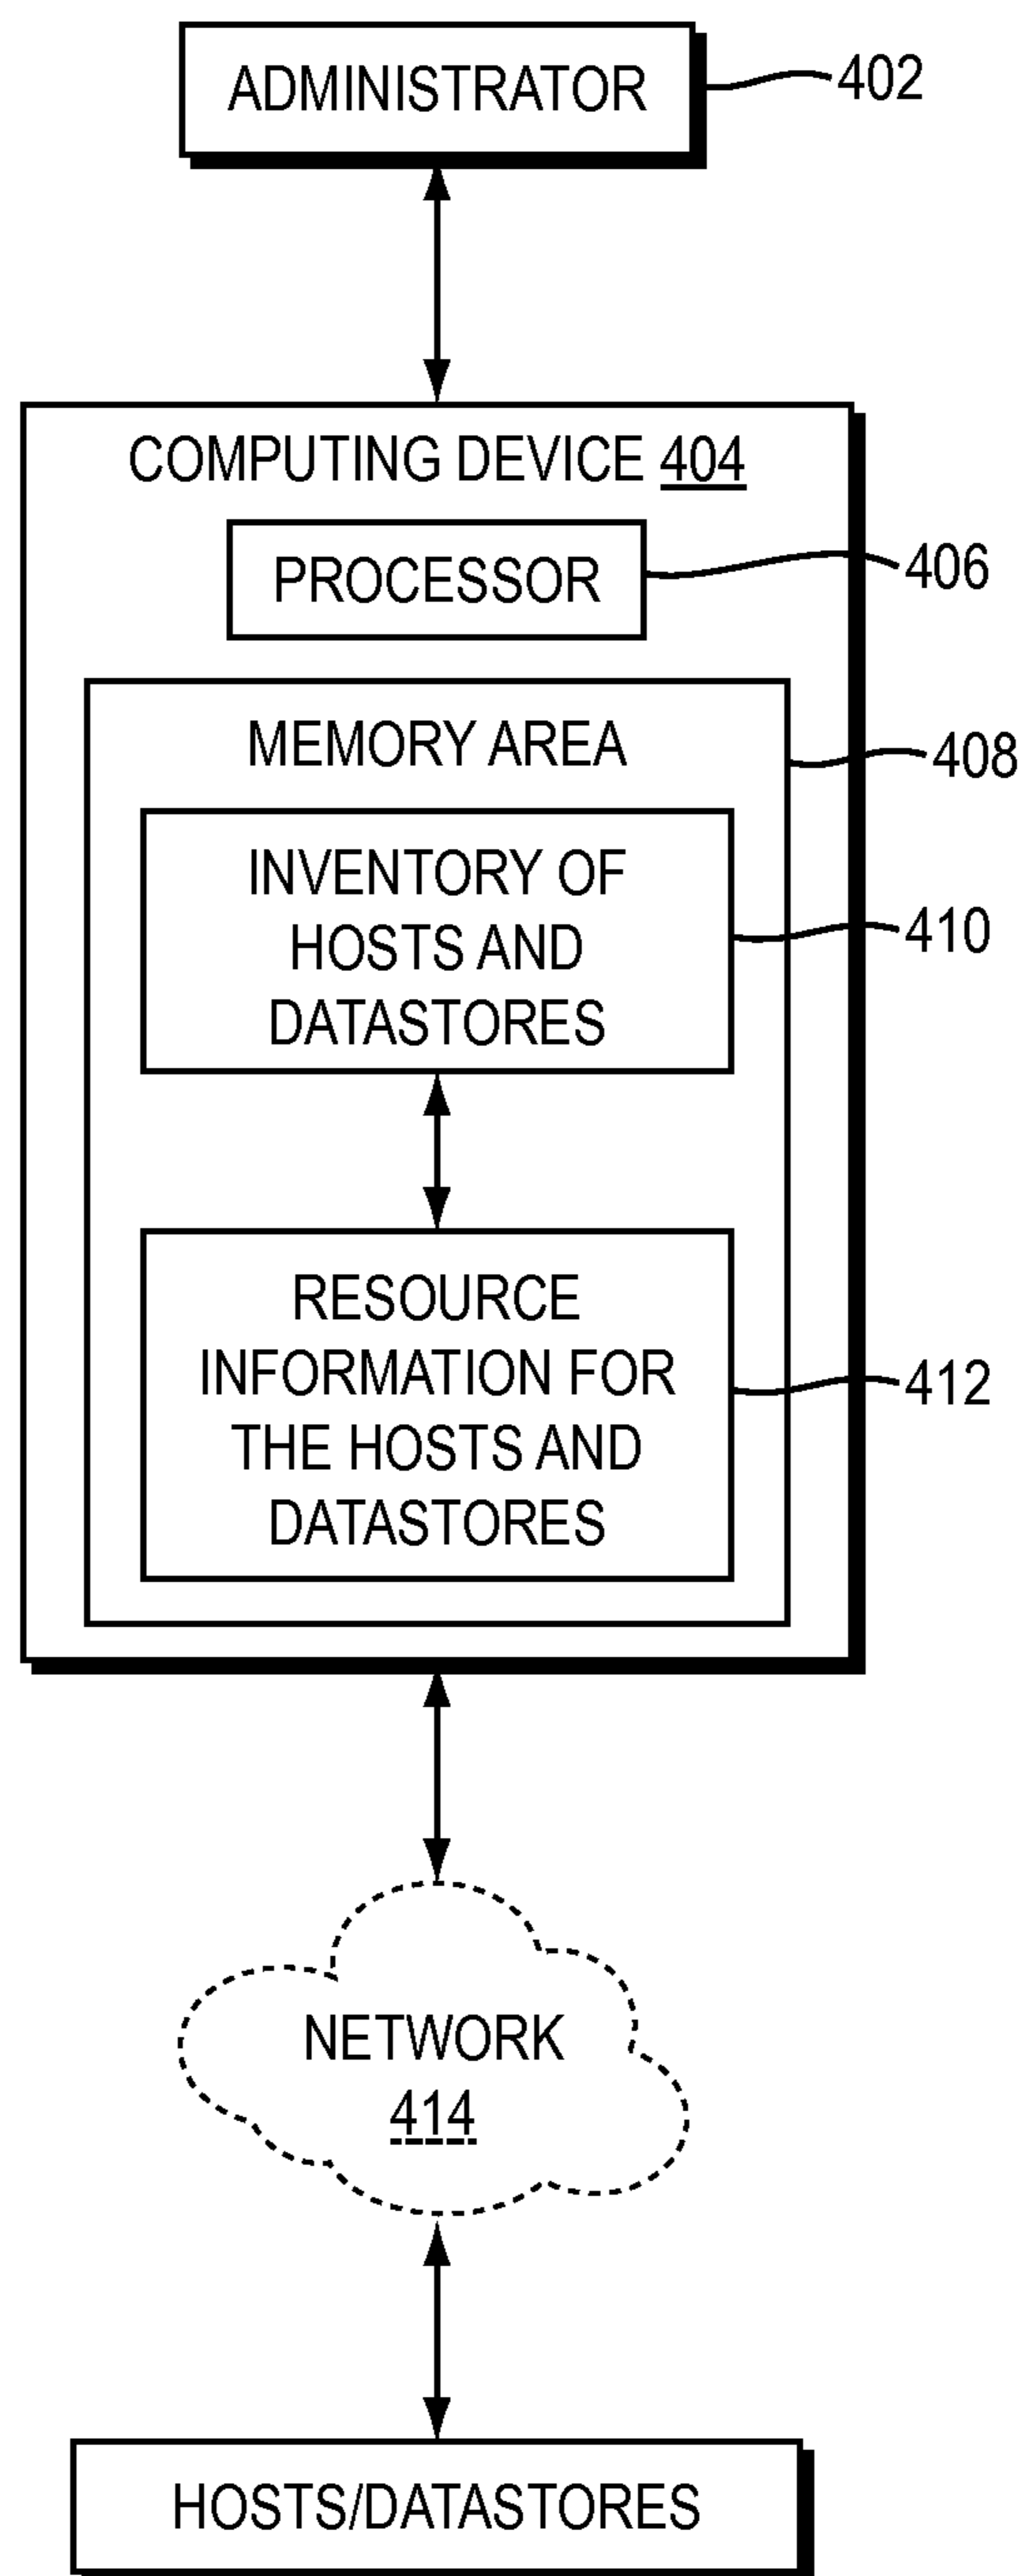 ADMINISTRATOR 402
COMPUTING DEVICE 404
PROCESSOR 406
MEMORY AREA 408
INVENTORY OF
HOSTS AND 410
DATASTORES
RESOURCE
INFORMATION FOR 412
THE HOSTS AND
DATASTORES
NETWORK
414
HOSTS/DATASTORES